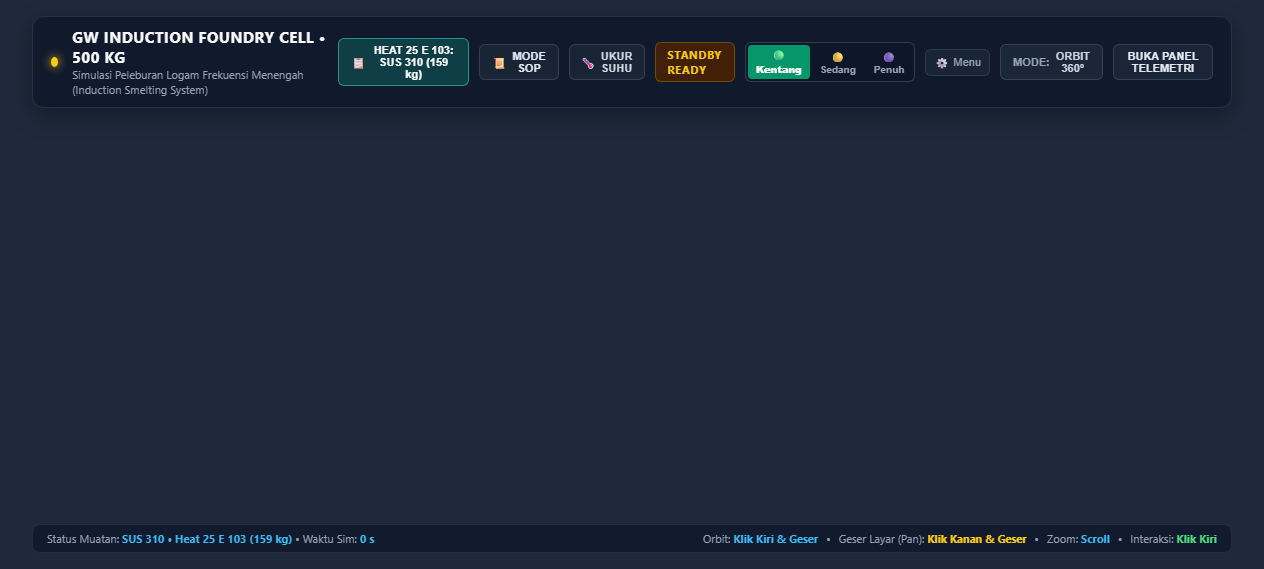 GW INDUCTION FOUNDRY CELL •
500 KG
Simulasi Peleburan Logam Frekuensi Menengah
(Induction Smelting System)
HEAT 25 E 103:
SUS 310 (159
kg)
MODE
SOP
UKUR
SUHU
STANDBY
READY
Kentang
Sedang
Penuh
Menu
MODE: ORBIT
360°
BUKA PANEL
TELEMETRI
Status Muatan: SUS 310 • Heat 25 E 103 (159 kg) • Waktu Sim: 0 s
Orbit: Klik Kiri & Geser • Geser Layar (Pan): Klik Kanan & Geser • Zoom: Scroll • Interaksi: Klik Kiri